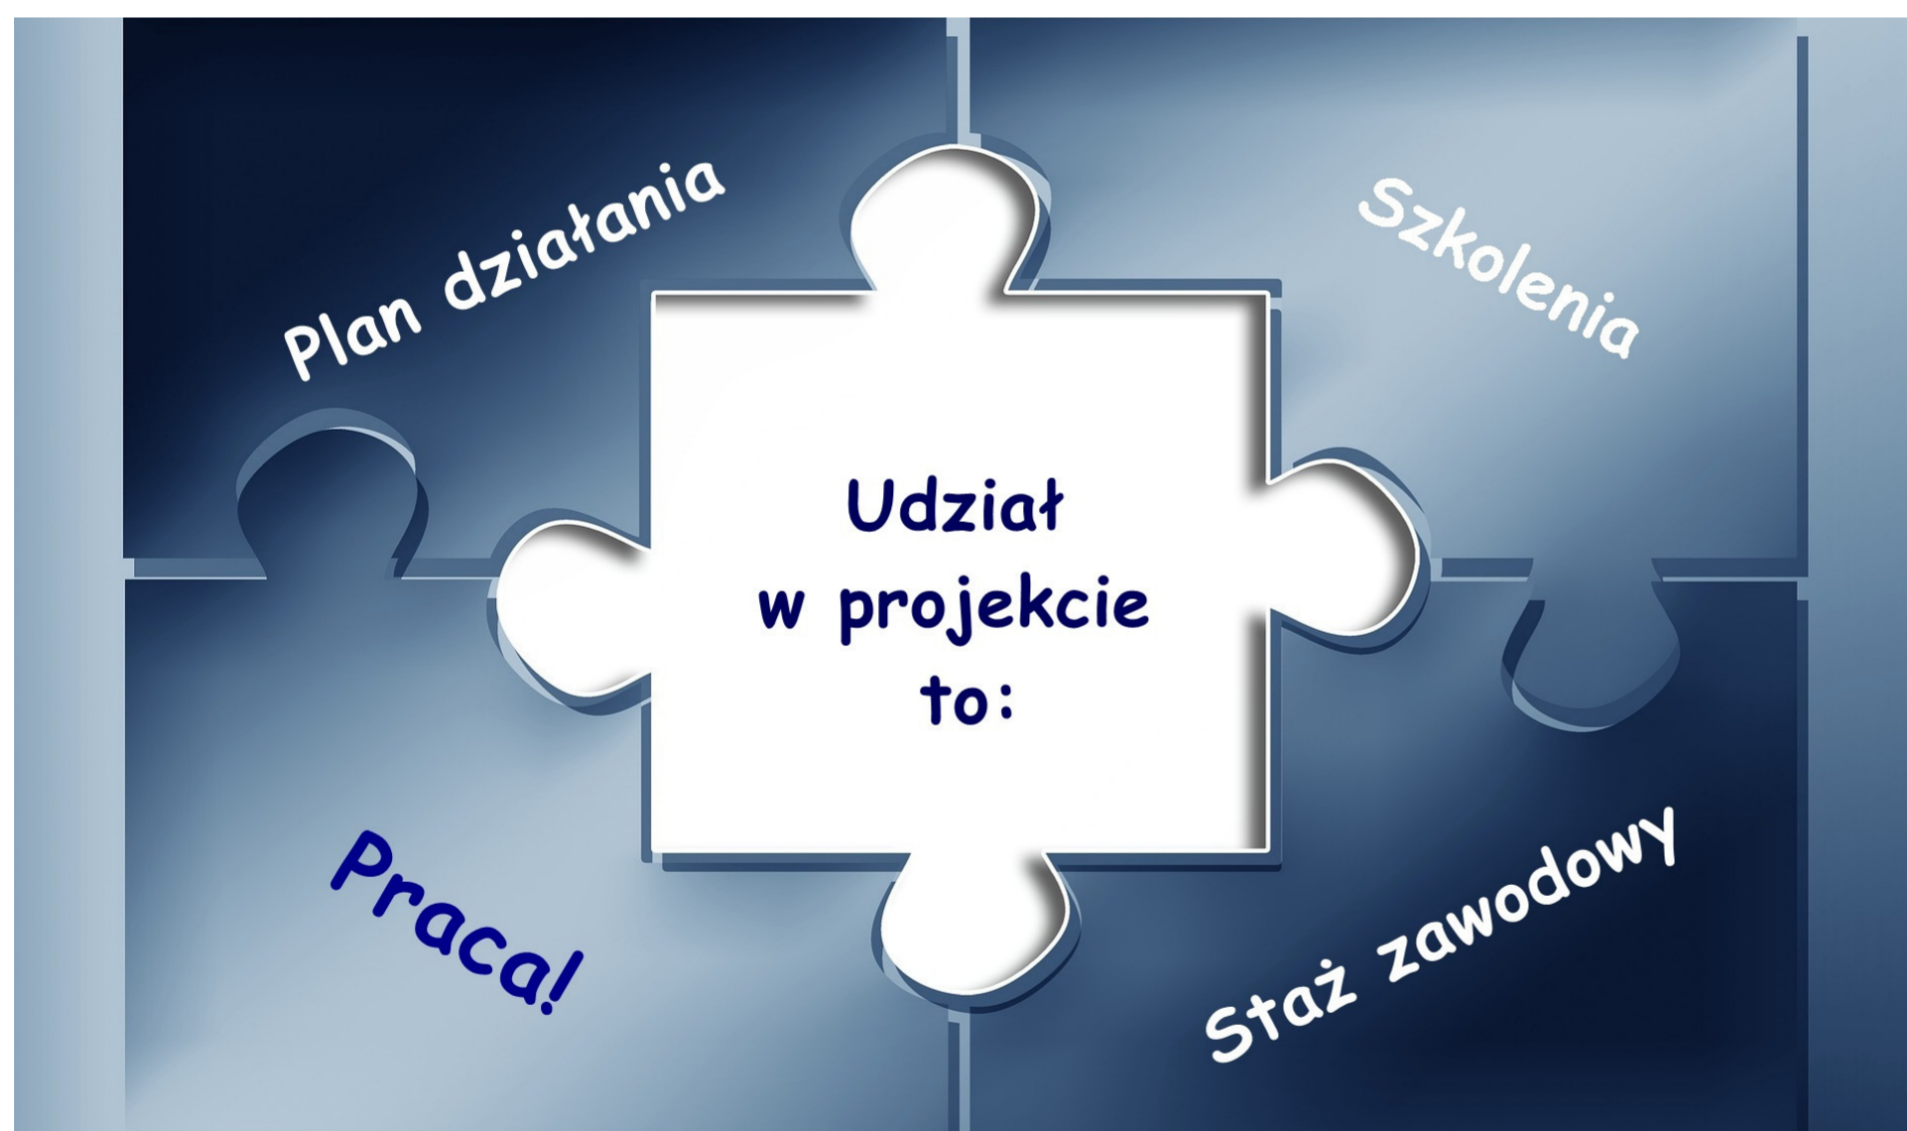 Plan działania
Szkolenia
Udział
w projekcie
to:
Praca!
Staż zawodowy